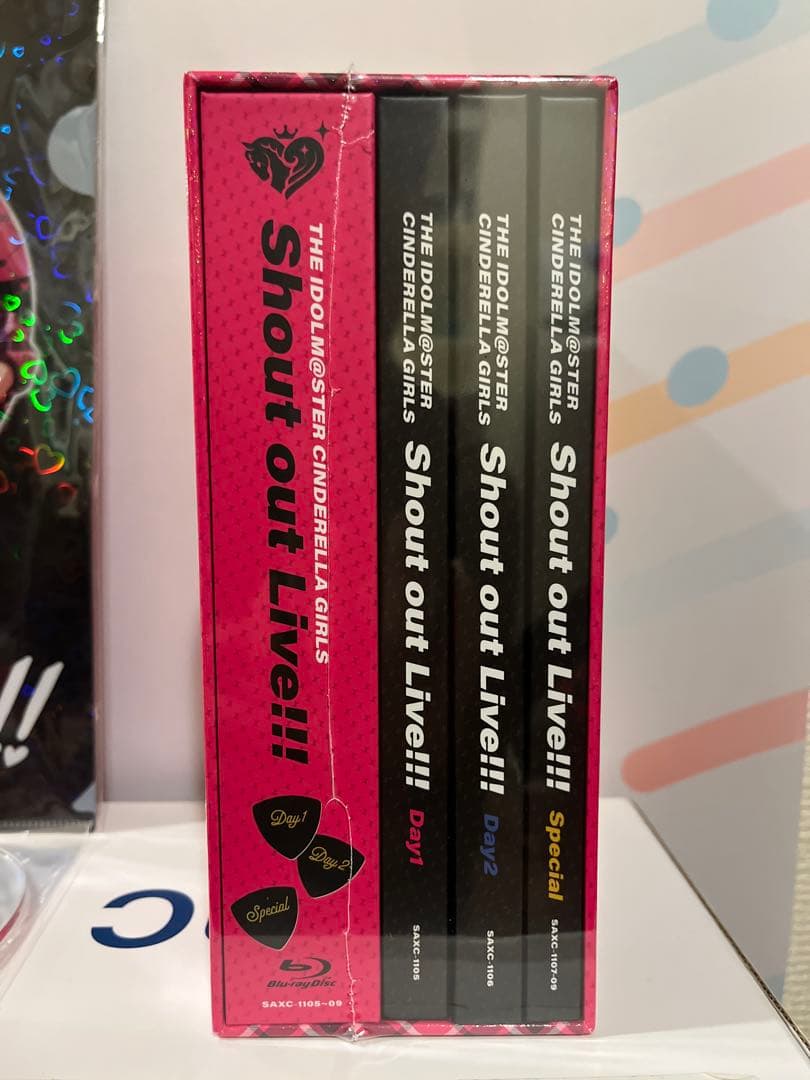 THE IDOLM@STER CINDERELLA GIRLS
Shout out Live!!!
Day1
Day2
Special
Blu-ray Disc
SAXC-1105~09
THE IDOLM@STER
CINDERELLA GIRLS
Shout out Live!!!
Day1
SAXC-1105
THE IDOLM@STER
CINDERELLA GIRLS
Shout out Live!!!
Day2
SAXC-1106
THE IDOLM@STER
CINDERELLA GIRLS
Shout out Live!!!
Special
SAXC-1107-09
!!